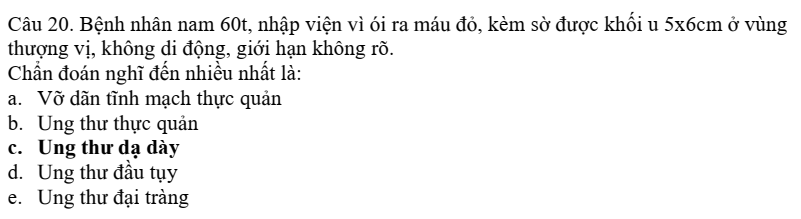 Câu 20. Bệnh nhân nam 60t, nhập viện vì ói ra máu đỏ, kèm sờ được khối u 5x6cm ở vùng
thượng vị, không di động, giới hạn không rõ.
Chẩn đoán nghĩ đến nhiều nhất là:
a. Vỡ dãn tĩnh mạch thực quản
b. Ung thư thực quản
c. Ung thư dạ dày
d. Ung thư đầu tụy
e. Ung thư đại tràng